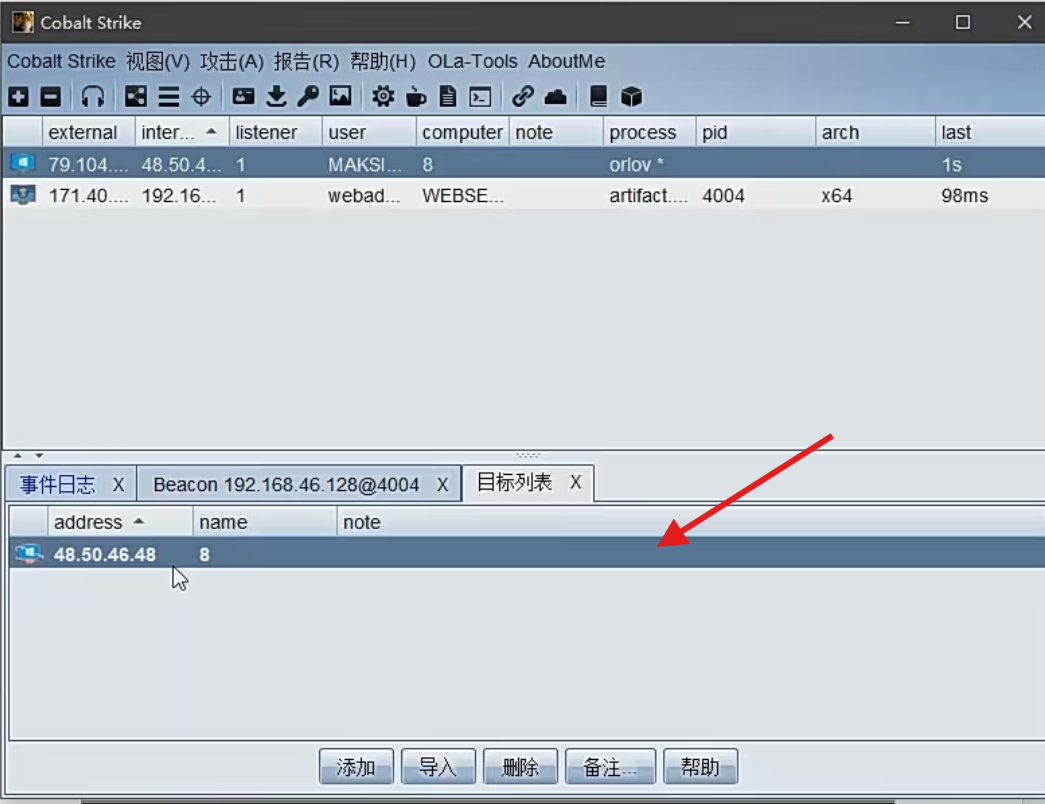 Cobalt Strike
Cobalt Strike 视图(V) 攻击(A) 报告(R) 帮助(H) OLa-Tools AboutMe
external inter... listener user computer note process pid arch last
79.104.... 48.50.4... 1 MAKSI... 8 orlov * 1s
171.40.... 192.16... 1 webad... WEBSE... artifact.... 4004 x64 98ms
事件日志 X Beacon 192.168.46.128@4004 X 目标列表 X
address name note
48.50.46.48 8
添加 导入 删除 备注... 帮助